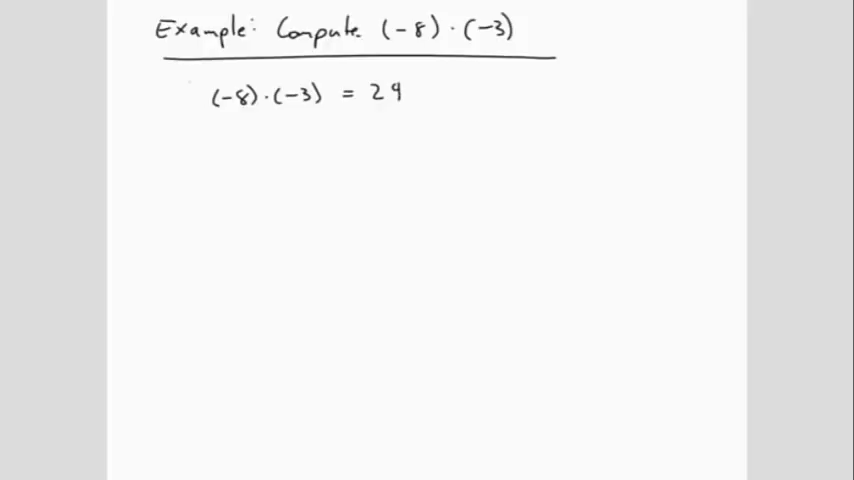 Example: Compute (-8) · (-3)
(-8) · (-3) = 24